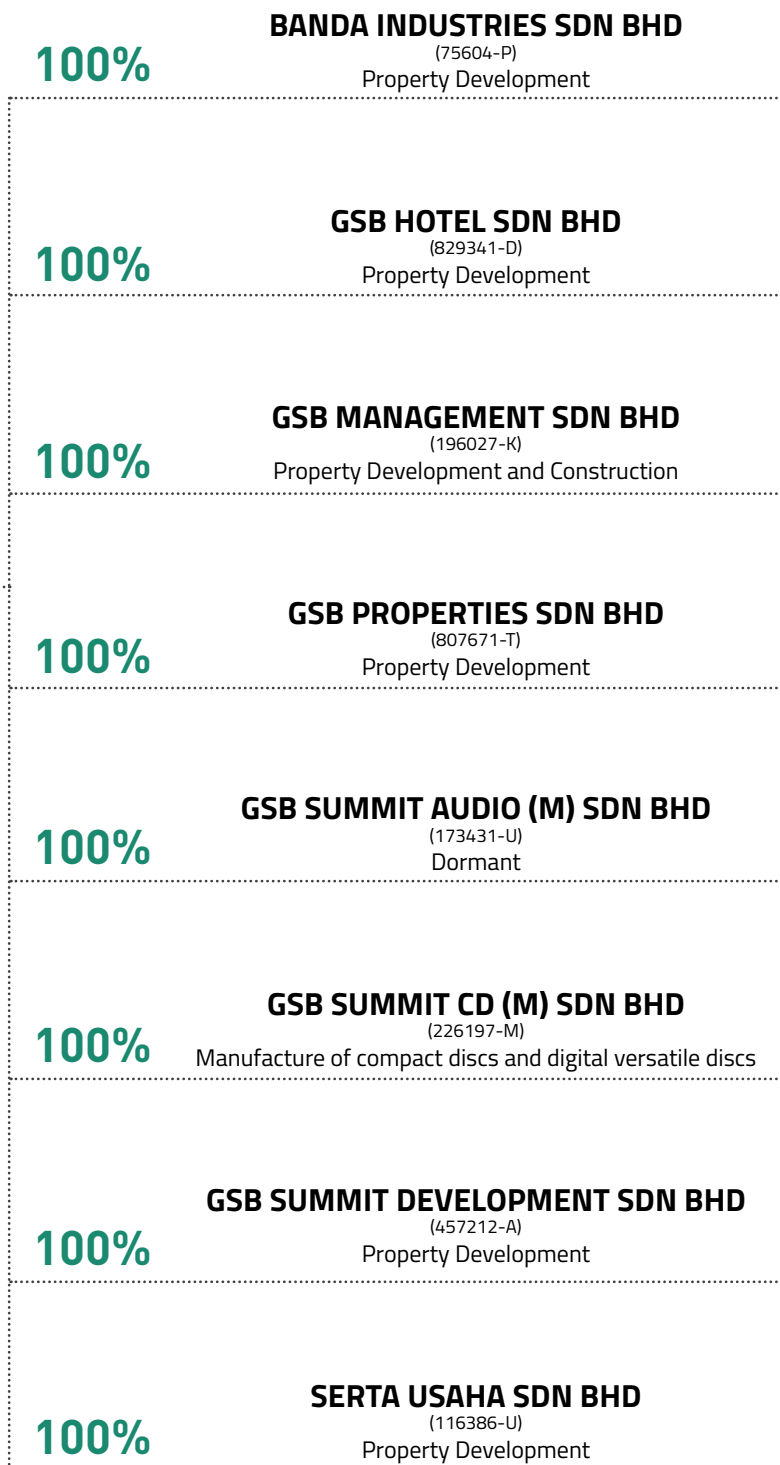 BANDA INDUSTRIES SDN BHD
(75604-P)
100%
Property Development
GSB HOTEL SDN BHD
(829341-D)
100%
Property Development
GSB MANAGEMENT SDN BHD
(196027-K)
100%
Property Development and Construction
GSB PROPERTIES SDN BHD
(807671-T)
100%
Property Development
GSB SUMMIT AUDIO (M) SDN BHD
(173431-U)
100%
Dormant
GSB SUMMIT CD (M) SDN BHD
(226197-M)
100%
Manufacture of compact discs and digital versatile discs
GSB SUMMIT DEVELOPMENT SDN BHD
(457212-A)
100%
Property Development
SERTA USAHA SDN BHD
(116386-U)
100%
Property Development